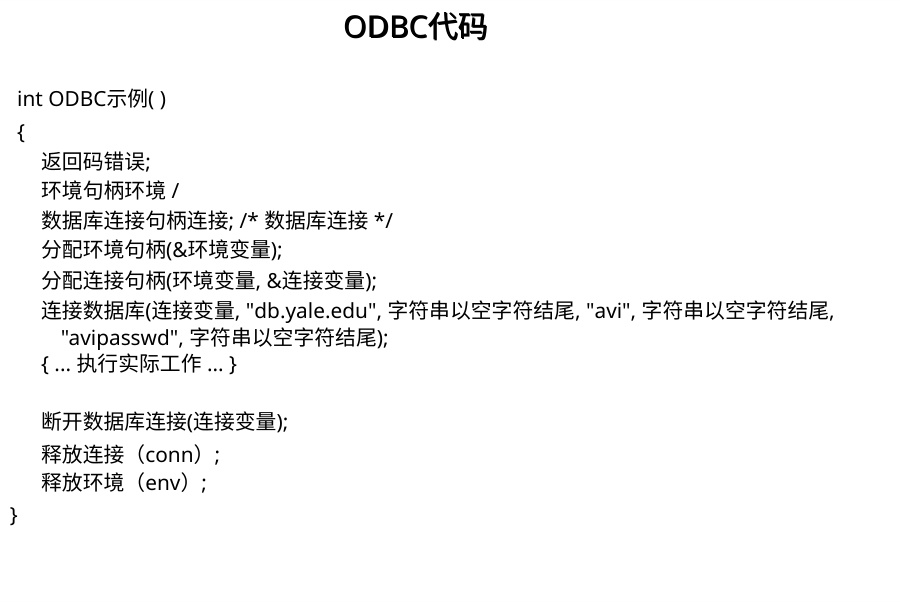 ODBC代码
int ODBC示例( )
{
返回码错误;
环境句柄环境 /
数据库连接句柄连接; /* 数据库连接 */
分配环境句柄(&环境变量);
分配连接句柄(环境变量, &连接变量);
连接数据库(连接变量, "db.yale.edu", 字符串以空字符结尾, "avi", 字符串以空字符结尾,
"avipasswd", 字符串以空字符结尾);
{ ... 执行实际工作 ... }
断开数据库连接(连接变量);
释放连接（conn）;
释放环境（env）;
}